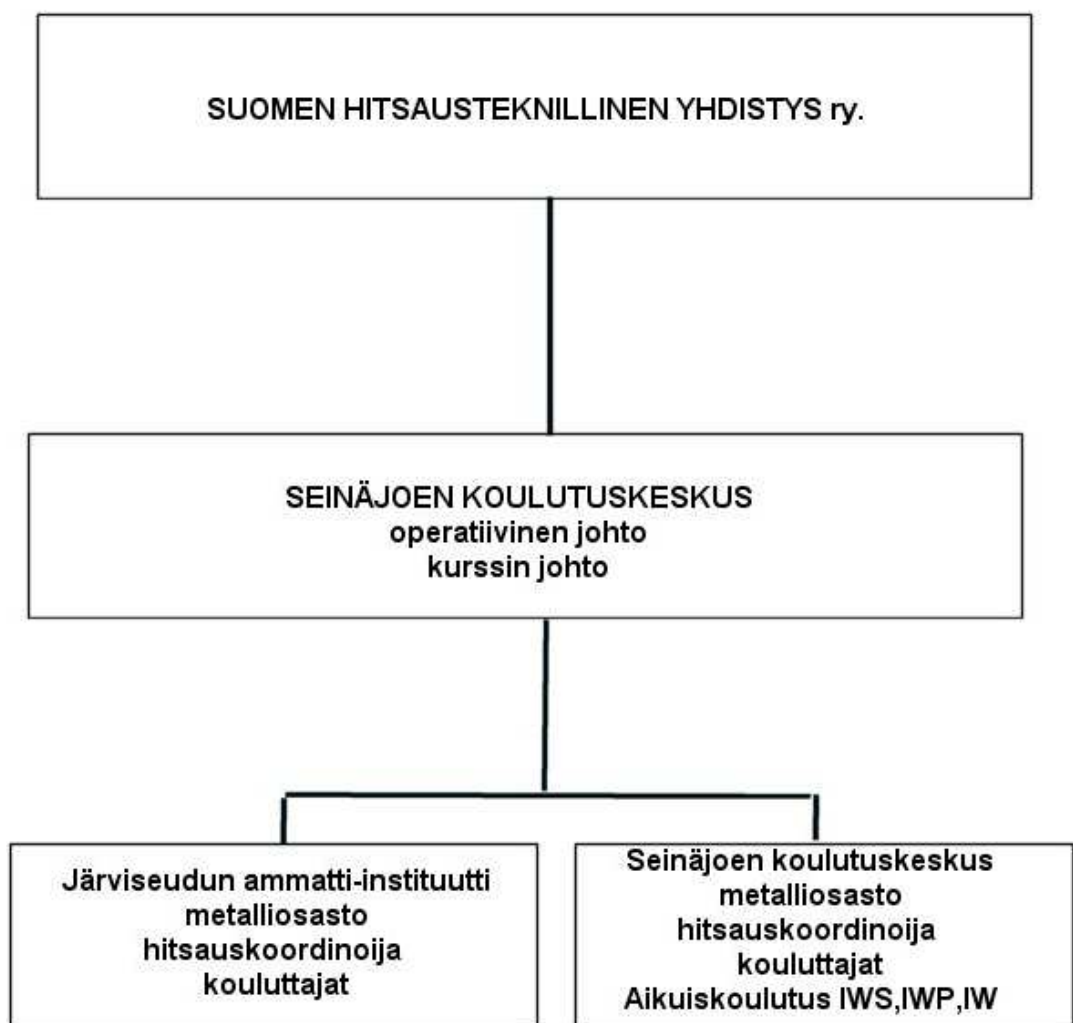 SUOMEN HITSAUSTEKNILLINEN YHDISTYS ry.
SEINÄJOEN KOULUTUSKESKUS
operatiivinen johto
kurssin johto
Järviseudun ammatti-instituutti
metalliosasto
hitsauskoordinoija
kouluttajat
Seinäjoen koulutuskeskus
metalliosasto
hitsauskoordinoija
kouluttajat
Aikuiskoulutus IWS,IWP,IW